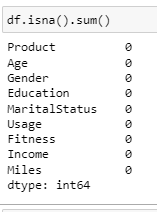 df.isna().sum()
Product 0
Age 0
Gender 0
Education 0
MaritalStatus 0
Usage 0
Fitness 0
Income 0
Miles 0
dtype: int64